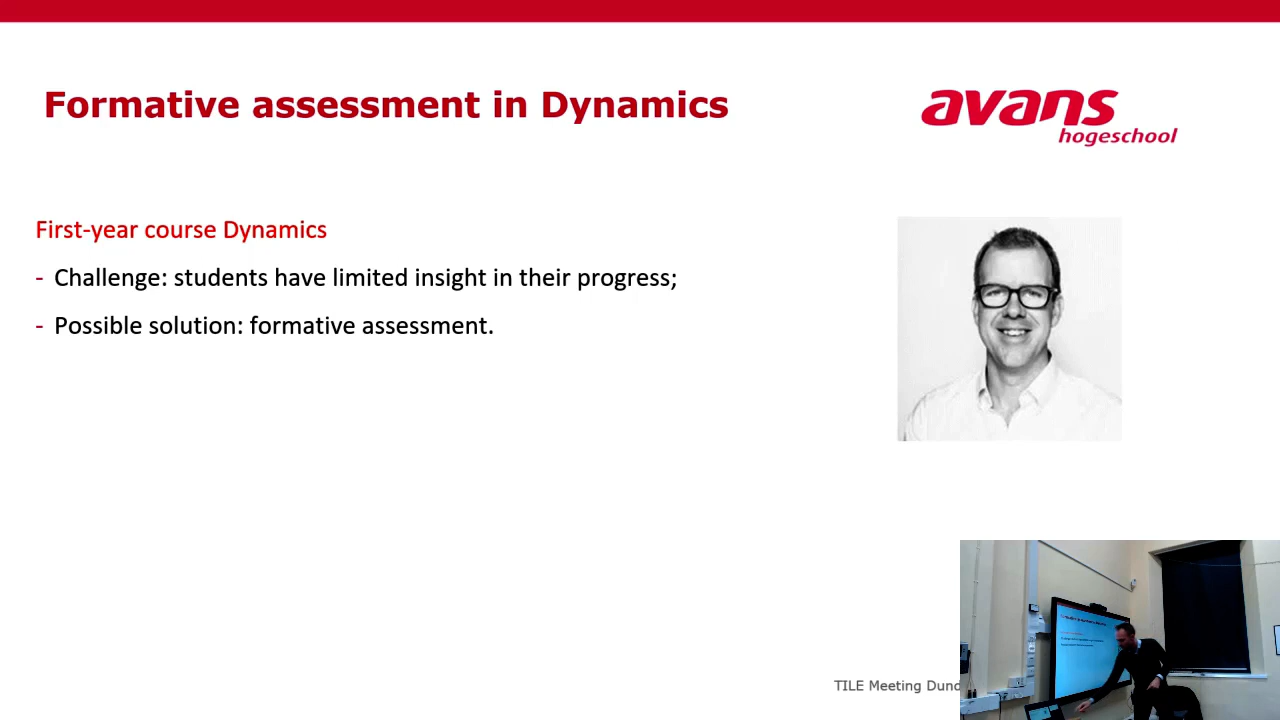 Formative assessment in Dynamics
avans
hogeschool
First-year course Dynamics
- Challenge: students have limited insight in their progress;
- Possible solution: formative assessment.
TILE Meeting